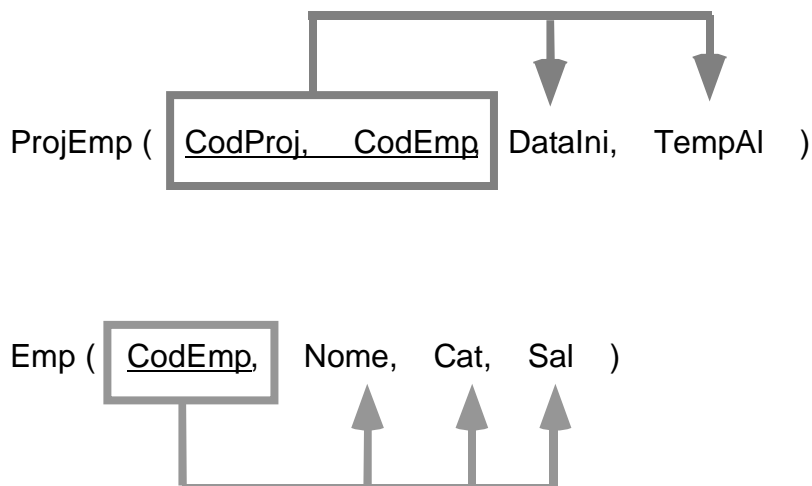 ProjEmp ( CodProj, CodEmp, DataIni, TempAl )
Emp ( CodEmp, Nome, Cat, Sal )